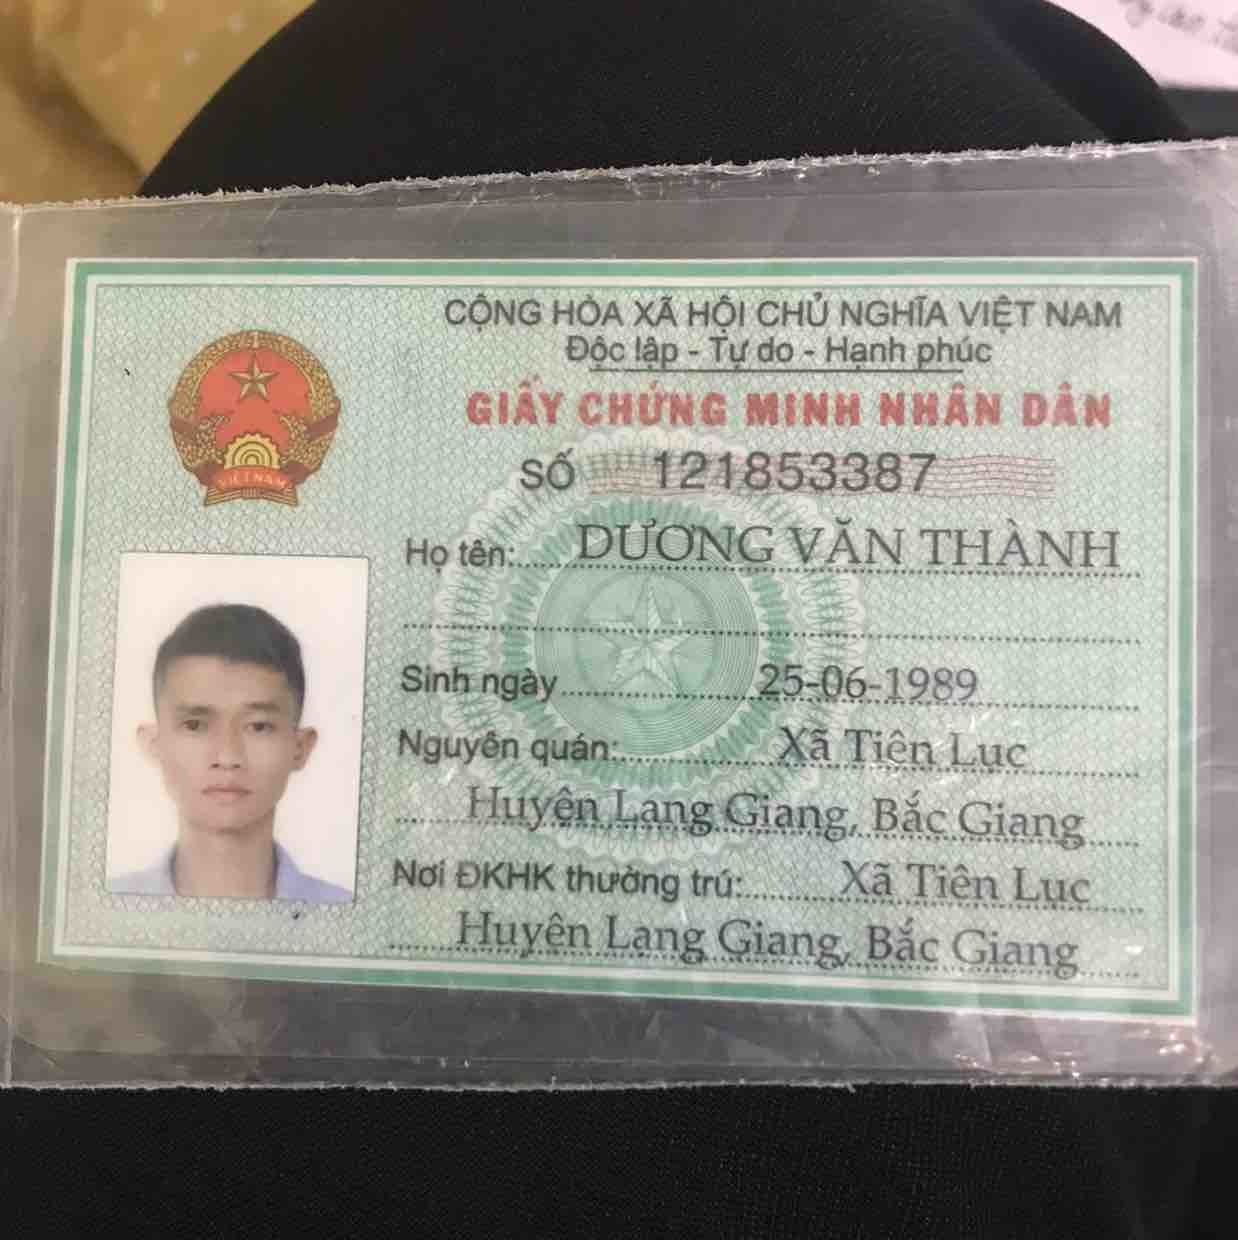 CỘNG HÒA XÃ HỘI CHỦ NGHĨA VIỆT NAM
Độc lập - Tự do - Hạnh phúc
GIẤY CHỨNG MINH NHÂN DÂN
SỐ 121853387
Họ tên: DƯƠNG VĂN THÀNH
Sinh ngày 25-06-1989
Nguyên quán: Xã Tiên Lục
Huyện Lạng Giang, Bắc Giang
Nơi ĐKHK thường trú: Xã Tiên Lục
Huyện Lạng Giang, Bắc Giang
VIỆT NAM